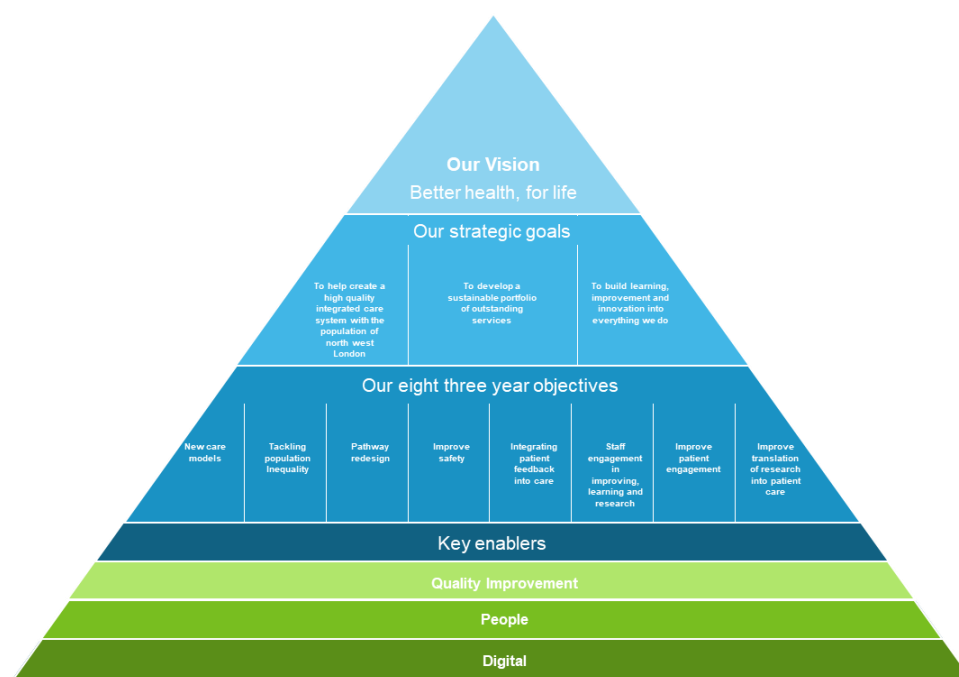 Our Vision
Better health, for life
Our strategic goals
To help create a
high quality
integrated care
system with the
population of
north west
London
To develop a
sustainable portfolio
of outstanding
services
To build learning,
improvement and
innovation into
everything we do
Our eight three year objectives
New care
models
Tackling
population
Inequality
Pathway
redesign
Improve
safety
Integrating
patient
feedback
into care
Staff
engagement
in
improving,
learning and
research
Improve
patient
engagement
Improve
translation
of research
into patient
care
Key enablers
Quality Improvement
People
Digital